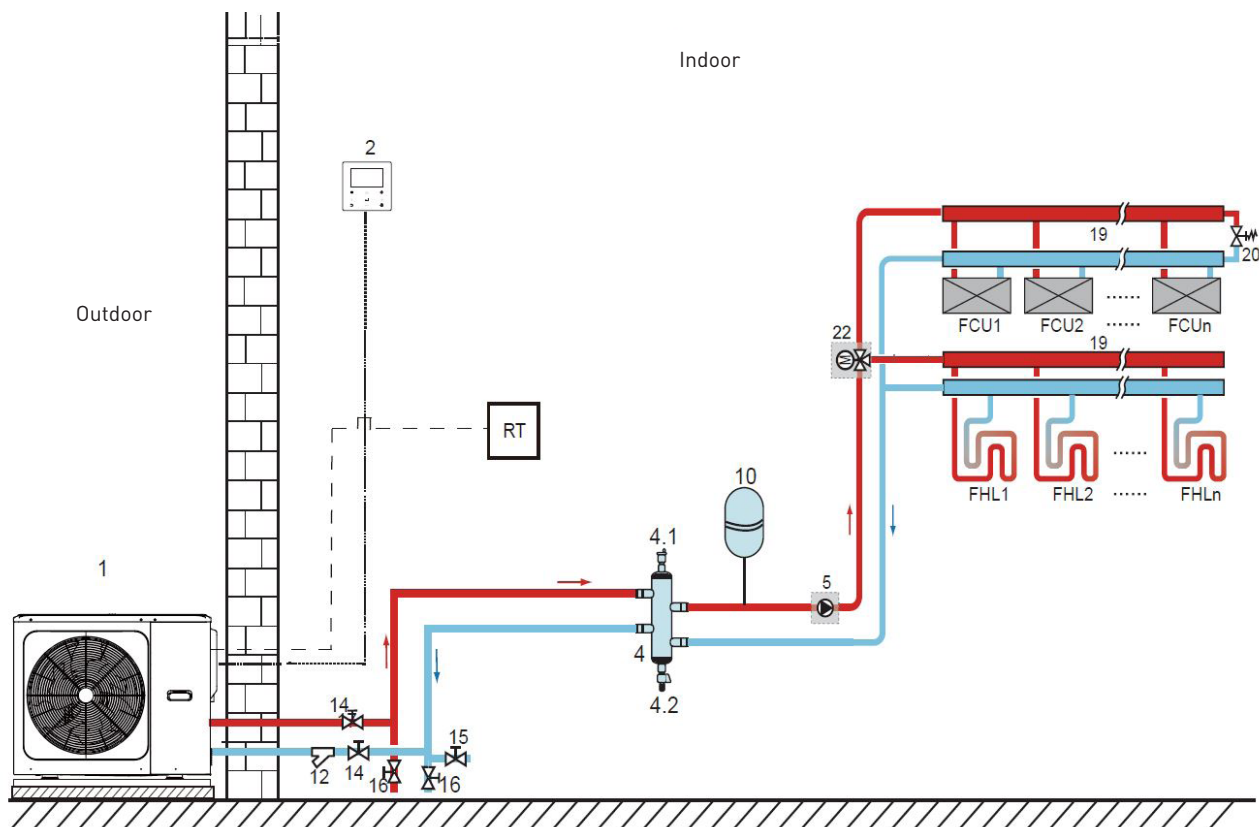 Indoor
2
Outdoor
19
20
FCU1
FCU2
......
......
FCUn
22
M
19
RT
......
......
FHL1
FHL2
FHLn
10
4.1
1
5
4
4.2
14
15
12
14
16
16